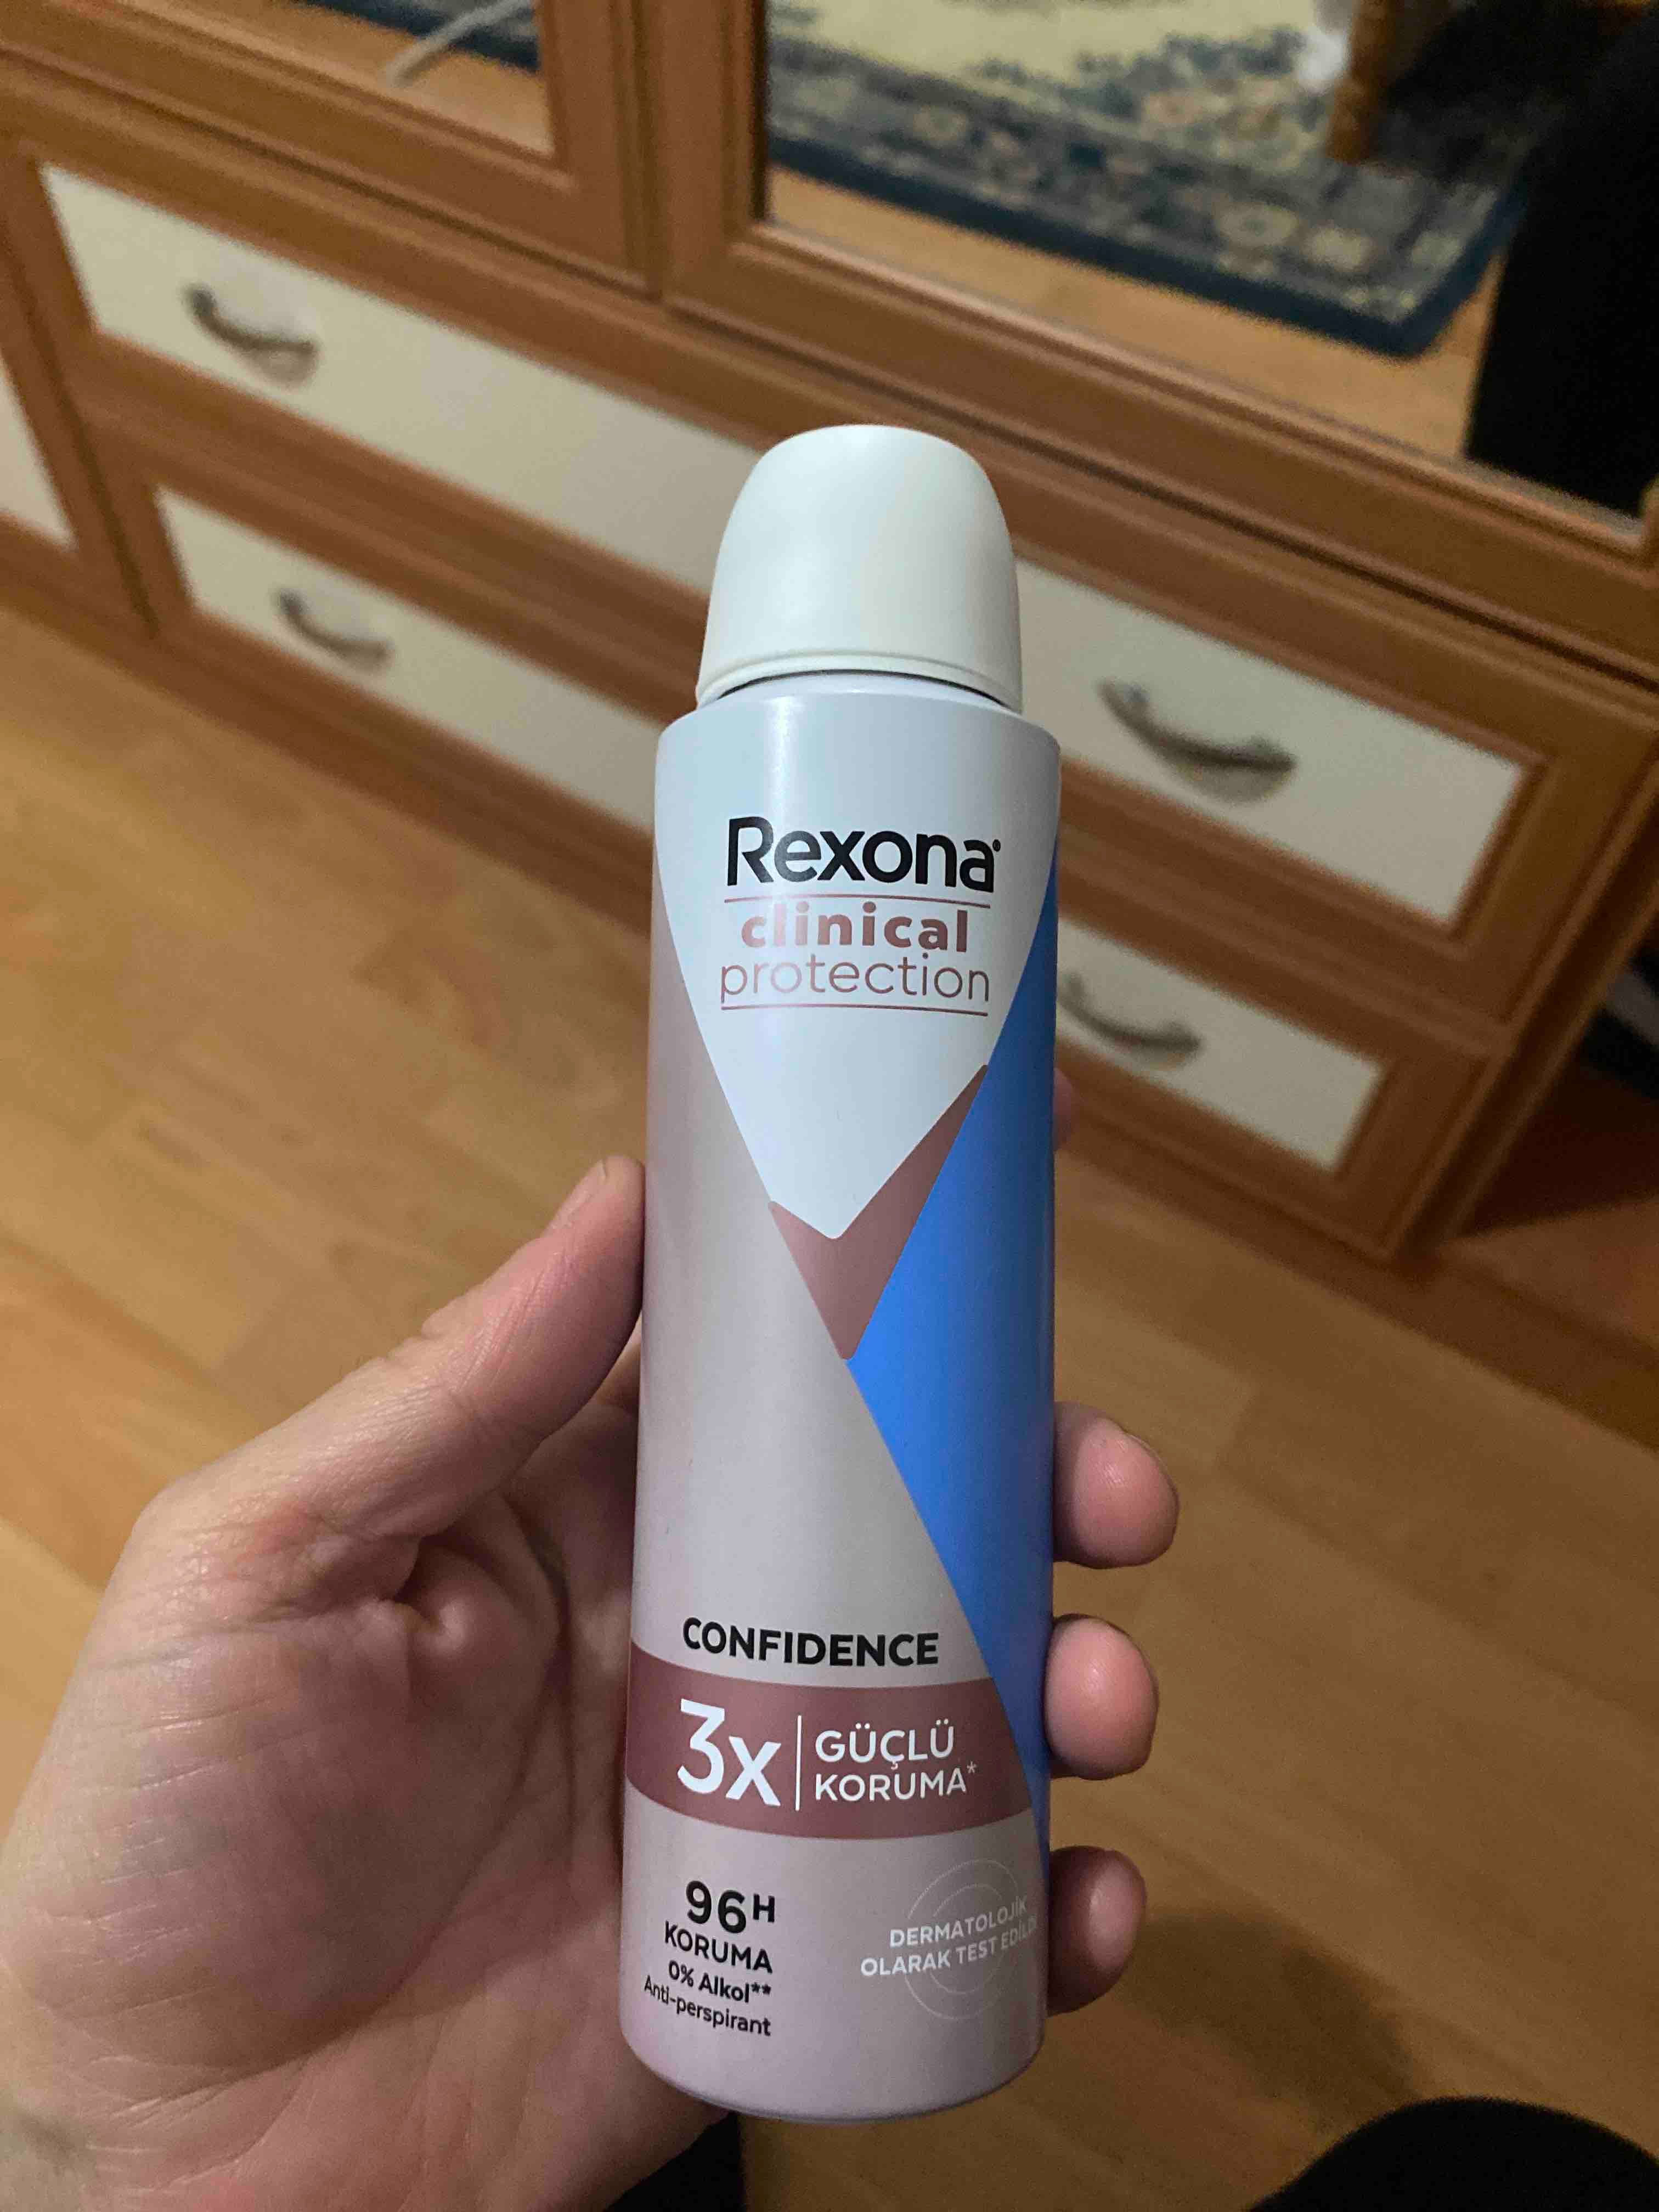 Rexona
clinical
protection
CONFIDENCE
3x GÜÇLÜ
KORUMA*
96H
KORUMA
0% Alkol**
Anti-perspirant
DERMATOLOJİK
OLARAK TEST